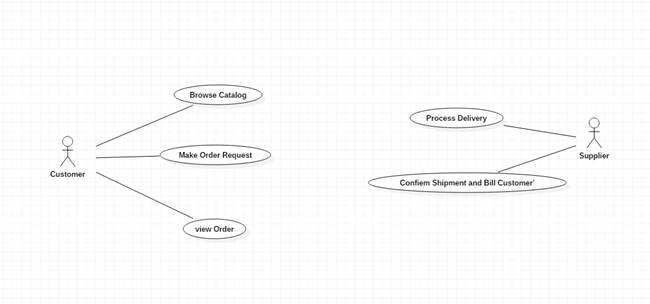 Browse Catalog
Process Delivery
Make Order Request
Supplier
Customer
Confiem Shipment and Bill Customer'
view Order